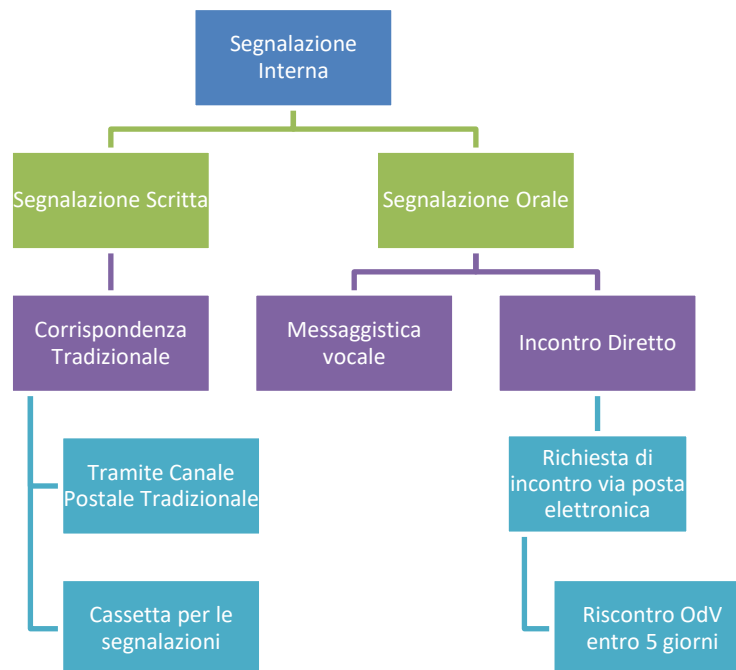 Segnalazione
Interna
Segnalazione Scritta
Segnalazione Orale
Corrispondenza
Tradizionale
Messaggistica
vocale
Incontro Diretto
Tramite Canale
Postale Tradizionale
Richiesta di
incontro via posta
elettronica
Cassetta per le
segnalazioni
Riscontro OdV
entro 5 giorni